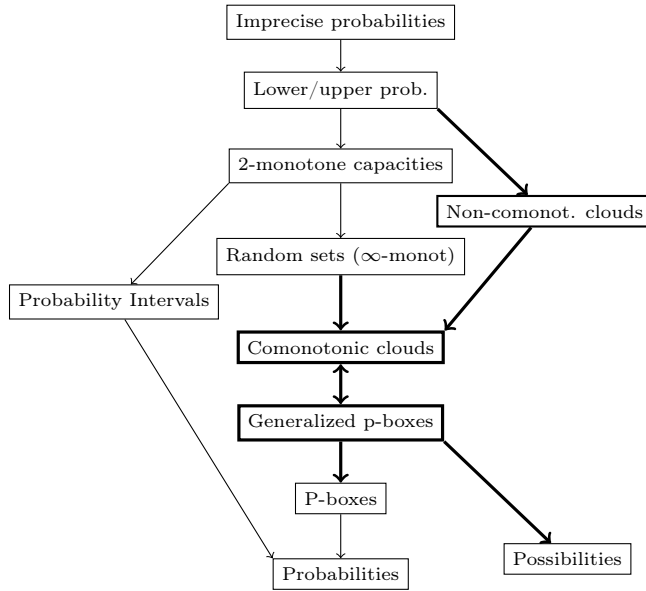 Imprecise probabilities
Lower/upper prob.
2-monotone capacities
Non-comonot. clouds
Random sets (∞-monot)
Probability Intervals
Comonotonic clouds
Generalized p-boxes
P-boxes
Possibilities
Probabilities